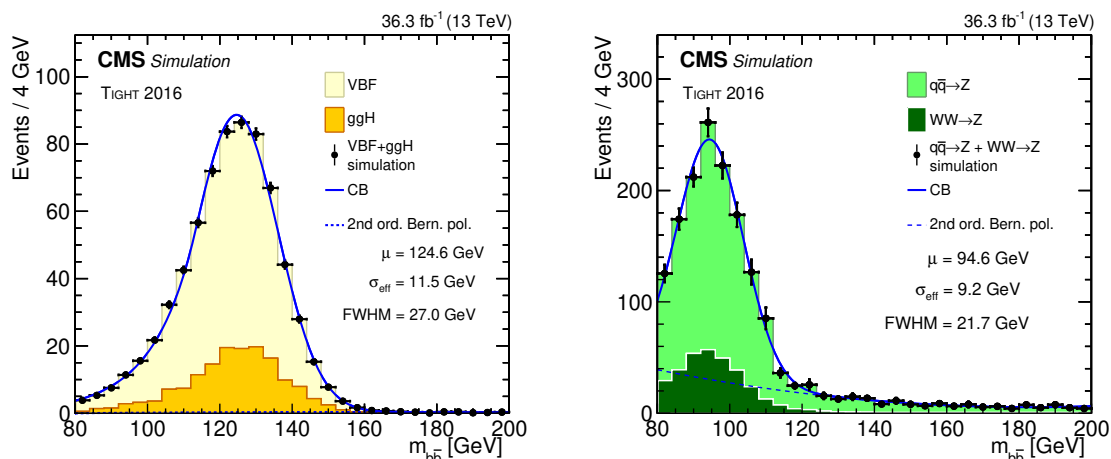 36.3 fb⁻¹ (13 TeV)
Events / 4 GeV
CMS Simulation
TIGHT 2016
VBF
ggH
VBF+ggH
simulation
CB
2nd ord. Bern. pol.
μ = 124.6 GeV
σeff = 11.5 GeV
FWHM = 27.0 GeV
100
80
60
40
20
0
80 100 120 140 160 180 200
m_bb̅ [GeV]
36.3 fb⁻¹ (13 TeV)
Events / 4 GeV
CMS Simulation
TIGHT 2016
qq̅→Z
WW→Z
qq̅→Z + WW→Z
simulation
CB
2nd ord. Bern. pol.
μ = 94.6 GeV
σeff = 9.2 GeV
FWHM = 21.7 GeV
300
200
100
0
80 100 120 140 160 180 200
m_bb̅ [GeV]